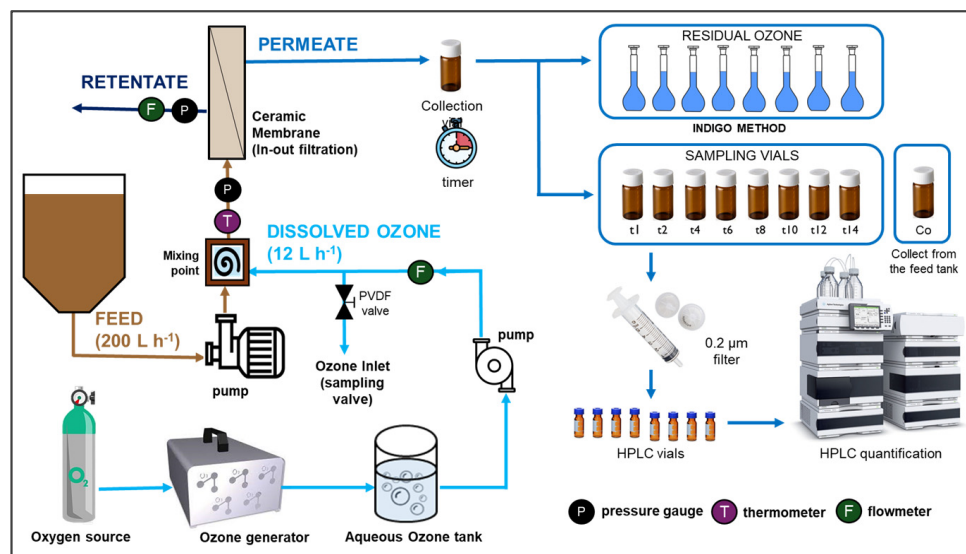 PERMEATE
RETENTATE
F
P
Ceramic
Membrane
(In-out filtration)
Collection
timer
RESIDUAL OZONE
INDIGO METHOD
SAMPLING VIALS
t1 t2 t4 t6 t8 t10 t12 t14
Co
Collect from
the feed tank
P
T
Mixing
point
DISSOLVED OZONE
(12 L h⁻¹)
F
PVDF
valve
FEED
(200 L h⁻¹)
pump
Ozone Inlet
(sampling
valve)
pump
0.2 µm
filter
HPLC vials
HPLC quantification
O2
Oxygen source
Ozone generator
Aqueous Ozone tank
P pressure gauge
T thermometer
F flowmeter